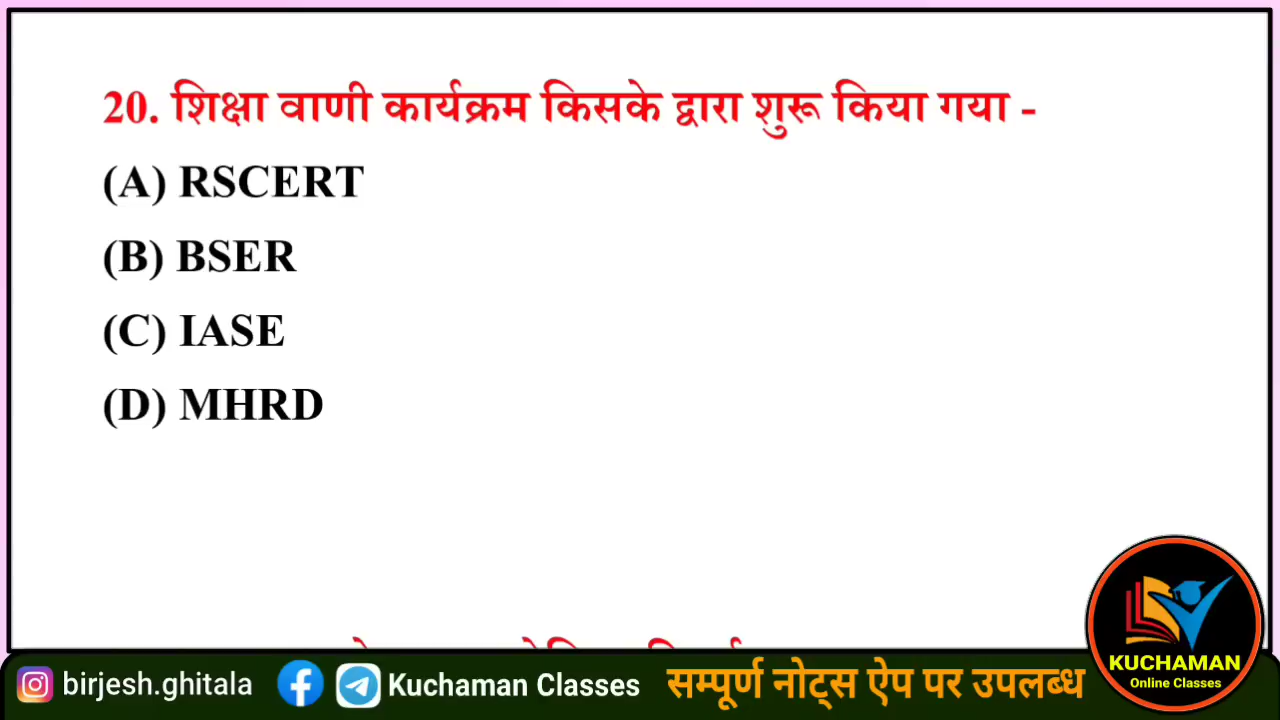 20. शिक्षा वाणी कार्यक्रम किसके द्वारा शुरू किया गया -
(A) RSCERT
(B) BSER
(C) IASE
(D) MHRD
birjesh.ghitala Kuchaman Classes सम्पूर्ण नोट्स ऐप पर उपलब्ध
KUCHAMAN
Online Classes